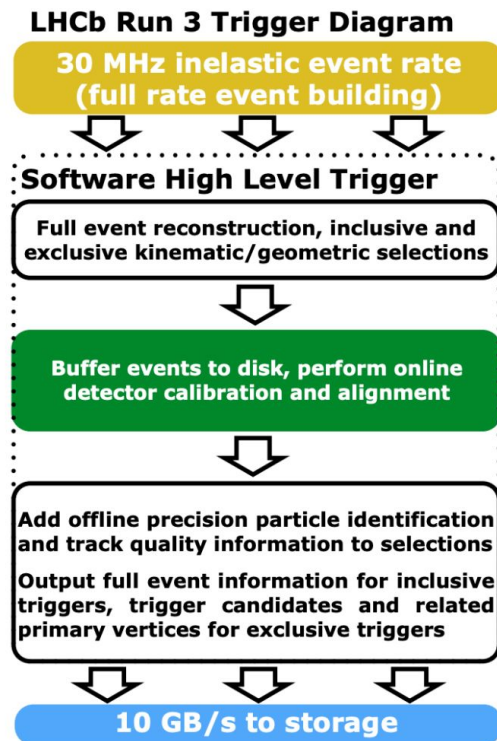 LHCb Run 3 Trigger Diagram
30 MHz inelastic event rate
(full rate event building)
Software High Level Trigger
Full event reconstruction, inclusive and
exclusive kinematic/geometric selections
Buffer events to disk, perform online
detector calibration and alignment
Add offline precision particle identification
and track quality information to selections
Output full event information for inclusive
triggers, trigger candidates and related
primary vertices for exclusive triggers
10 GB/s to storage